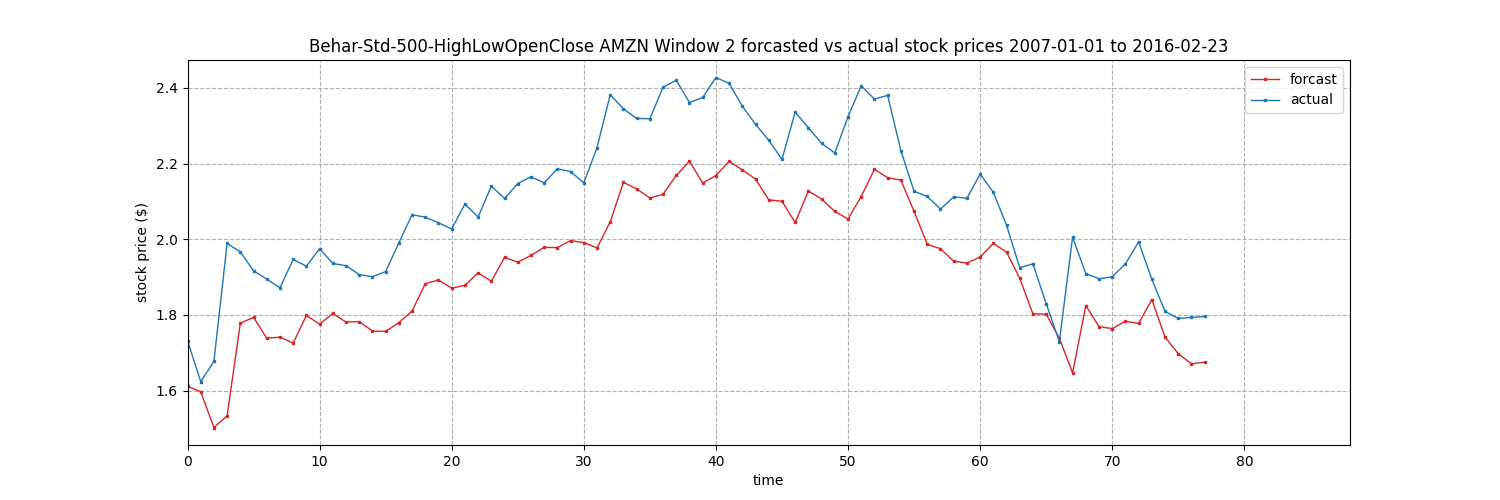 Behar-Std-500-HighLowOpenClose AMZN Window 2 forcasted vs actual stock prices 2007-01-01 to 2016-02-23
forcast
actual
stock price ($)
2.4
2.2
2.0
1.8
1.6
0 10 20 30 40 50 60 70 80
time